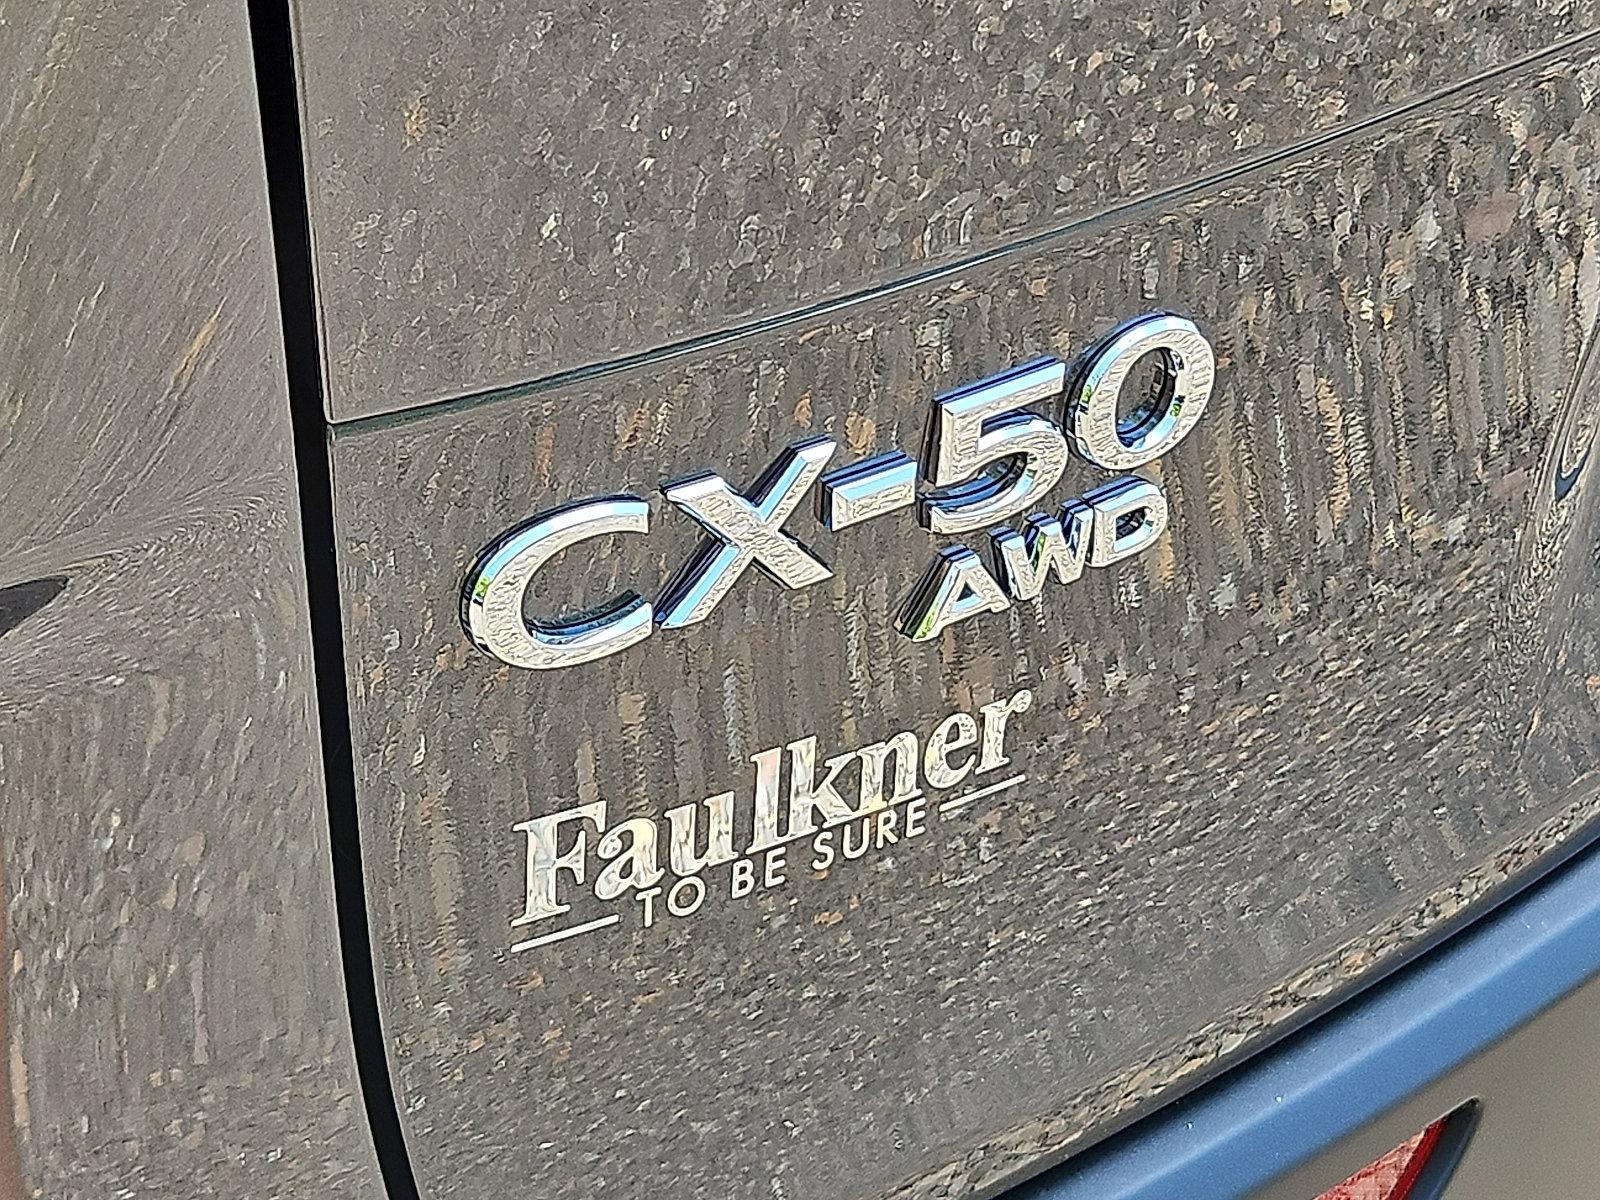 CX-50
AWD
Faulkner
TO BE SURE